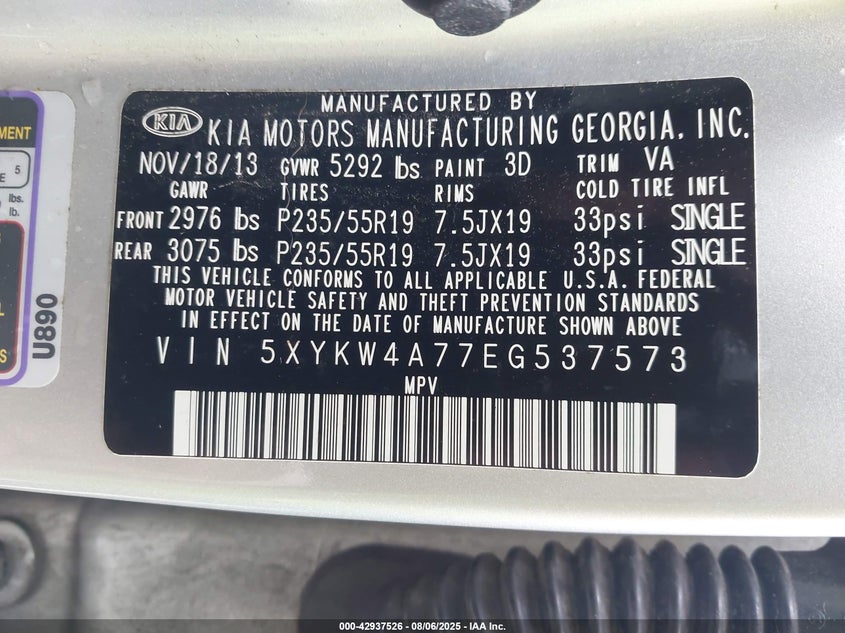 MANUFACTURED BY
KIA KIA MOTORS MANUFACTURING GEORGIA, INC.
NOV/18/13 GVWR 5292 lbs PAINT 3D TRIM VA
GAWR TIRES RIMS COLD TIRE INFL
FRONT 2976 lbs P235/55R19 7.5JX19 33psi SINGLE
REAR 3075 lbs P235/55R19 7.5JX19 33psi SINGLE
THIS VEHICLE CONFORMS TO ALL APPLICABLE U.S.A. FEDERAL
MOTOR VEHICLE SAFETY AND THEFT PREVENTION STANDARDS
IN EFFECT ON THE DATE OF MANUFACTURE SHOWN ABOVE
VIN 5XYKW4A77EG537573
MPV
MENT
5
E
lbs.
lb.
S
L
S
U890
000-42937526 - 08/06/2025 - IAA Inc.